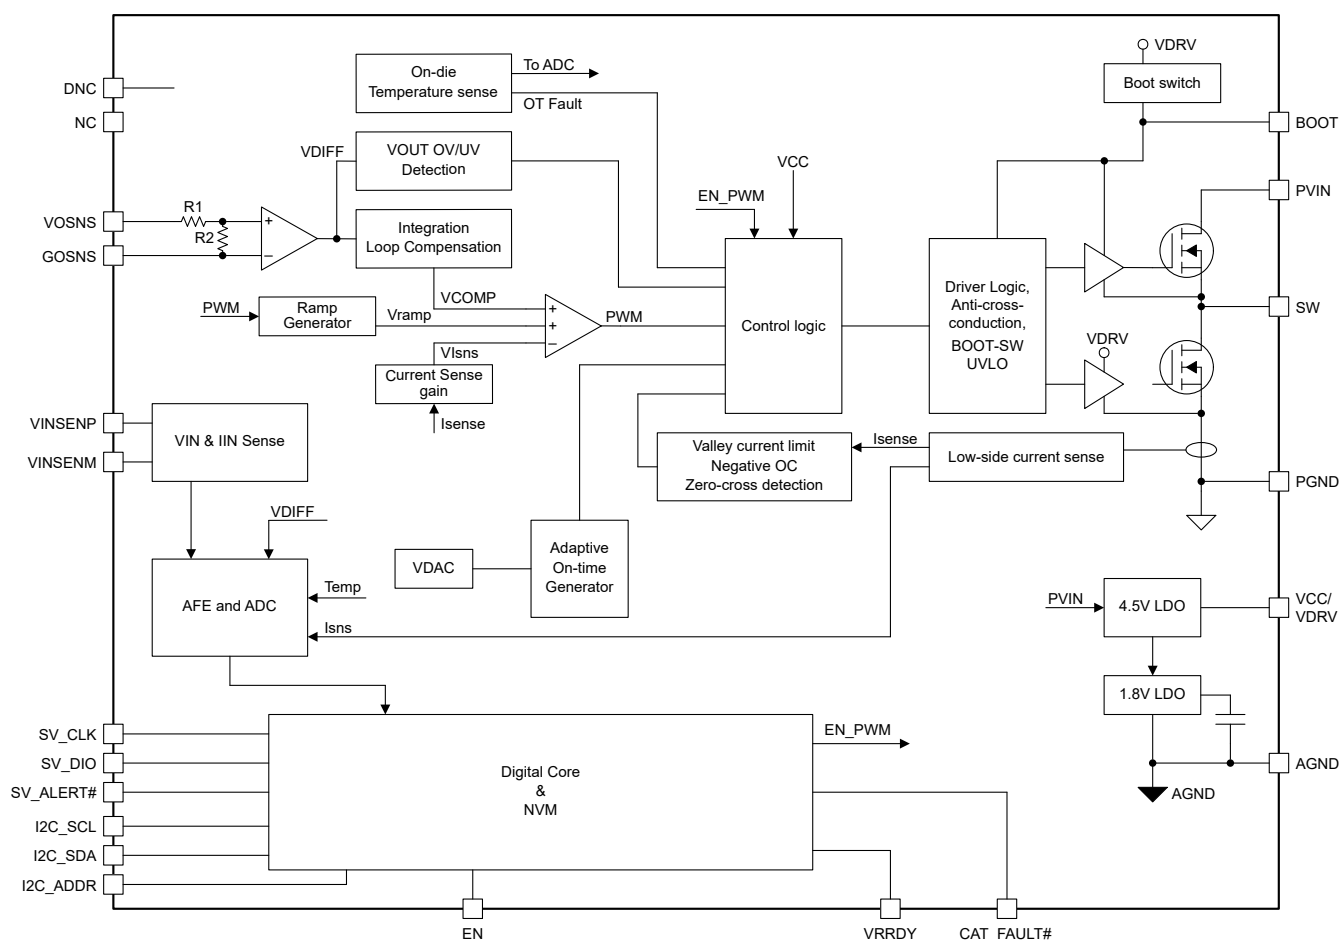 VDRV
Boot switch
On-die
Temperature sense
To ADC
OT Fault
DNC
NC
BOOT
VDIFF
VOUT OV/UV
Detection
VCC
EN_PWM
PVIN
VOSNS
R1
R2
GOSNS
+
−
Integration
Loop Compensation
VCOMP
PWM
Ramp
Generator
Vramp
+
+
−
PWM
VIsns
Current Sense
gain
Isense
Control logic
Driver Logic,
Anti-cross-
conduction,
BOOT-SW
UVLO
VDRV
SW
VINSENP
VINSENM
VIN & IIN Sense
Valley current limit
Negative OC
Zero-cross detection
Isense
Low-side current sense
PGND
VDIFF
VDAC
Adaptive
On-time
Generator
AFE and ADC
Temp
Isns
PVIN
4.5V LDO
VCC/
VDRV
1.8V LDO
AGND
AGND
SV_CLK
SV_DIO
SV_ALERT#
I2C_SCL
I2C_SDA
I2C_ADDR
Digital Core
&
NVM
EN_PWM
EN
VRRDY
CAT FAULT#